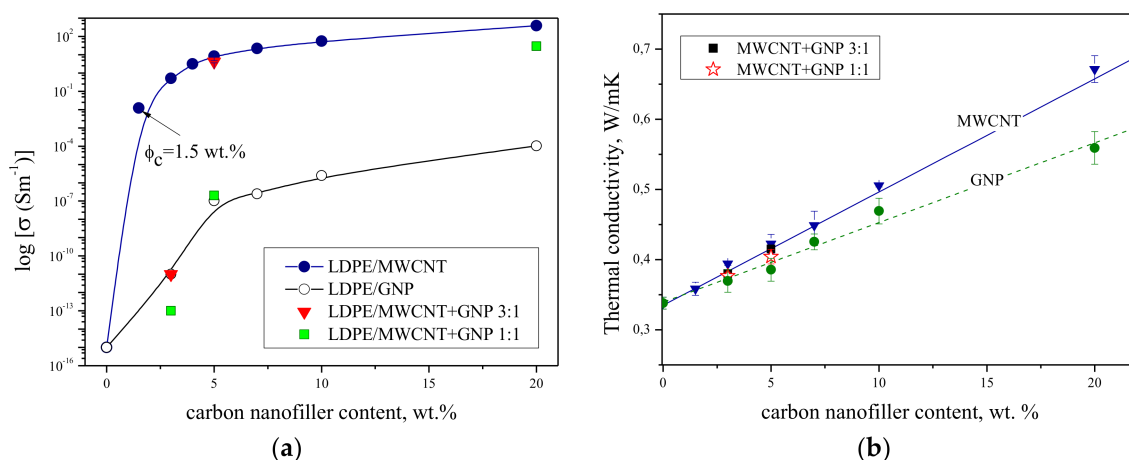 10²
10⁻¹
10⁻⁴
10⁻⁷
10⁻¹⁰
10⁻¹³
10⁻¹⁶
log [σ (Sm⁻¹)]
ϕc=1.5 wt.%
LDPE/MWCNT
LDPE/GNP
LDPE/MWCNT+GNP 3:1
LDPE/MWCNT+GNP 1:1
0 5 10 15 20
carbon nanofiller content, wt.%
(a)
0,7
0,6
0,5
0,4
0,3
Thermal conductivity, W/mK
MWCNT+GNP 3:1
MWCNT+GNP 1:1
MWCNT
GNP
0 5 10 15 20
carbon nanofiller content, wt. %
(b)